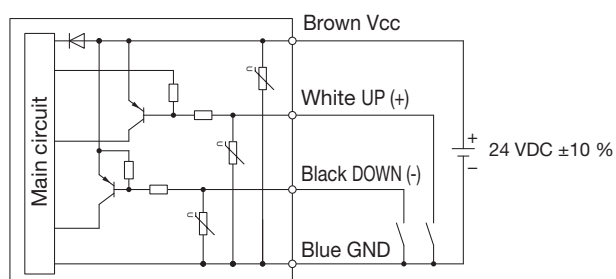 Brown Vcc
Main circuit
White UP (+)
+
24 VDC ±10 %
−
Black DOWN (-)
Blue GND
U
U
U